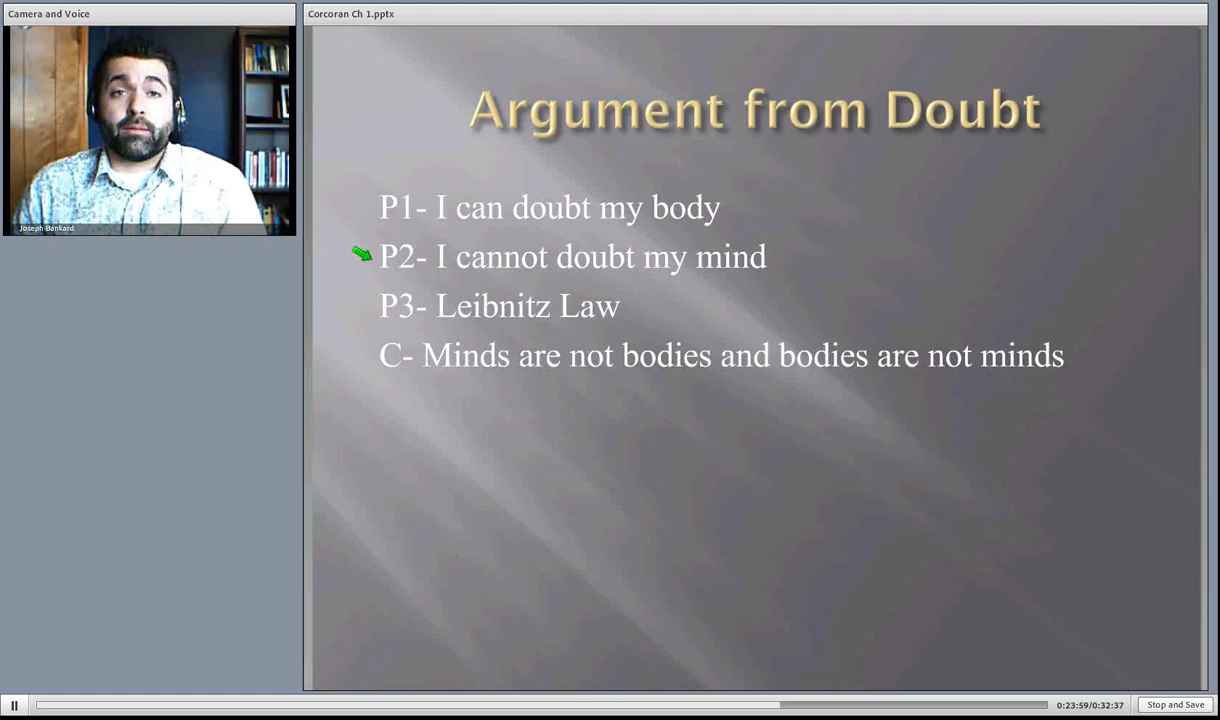 Camera and Voice
Corcoran Ch 1.pptx
Joseph Bankard
Argument from Doubt
P1- I can doubt my body
P2- I cannot doubt my mind
P3- Leibnitz Law
C- Minds are not bodies and bodies are not minds
0:23:59/0:32:37
Stop and Save